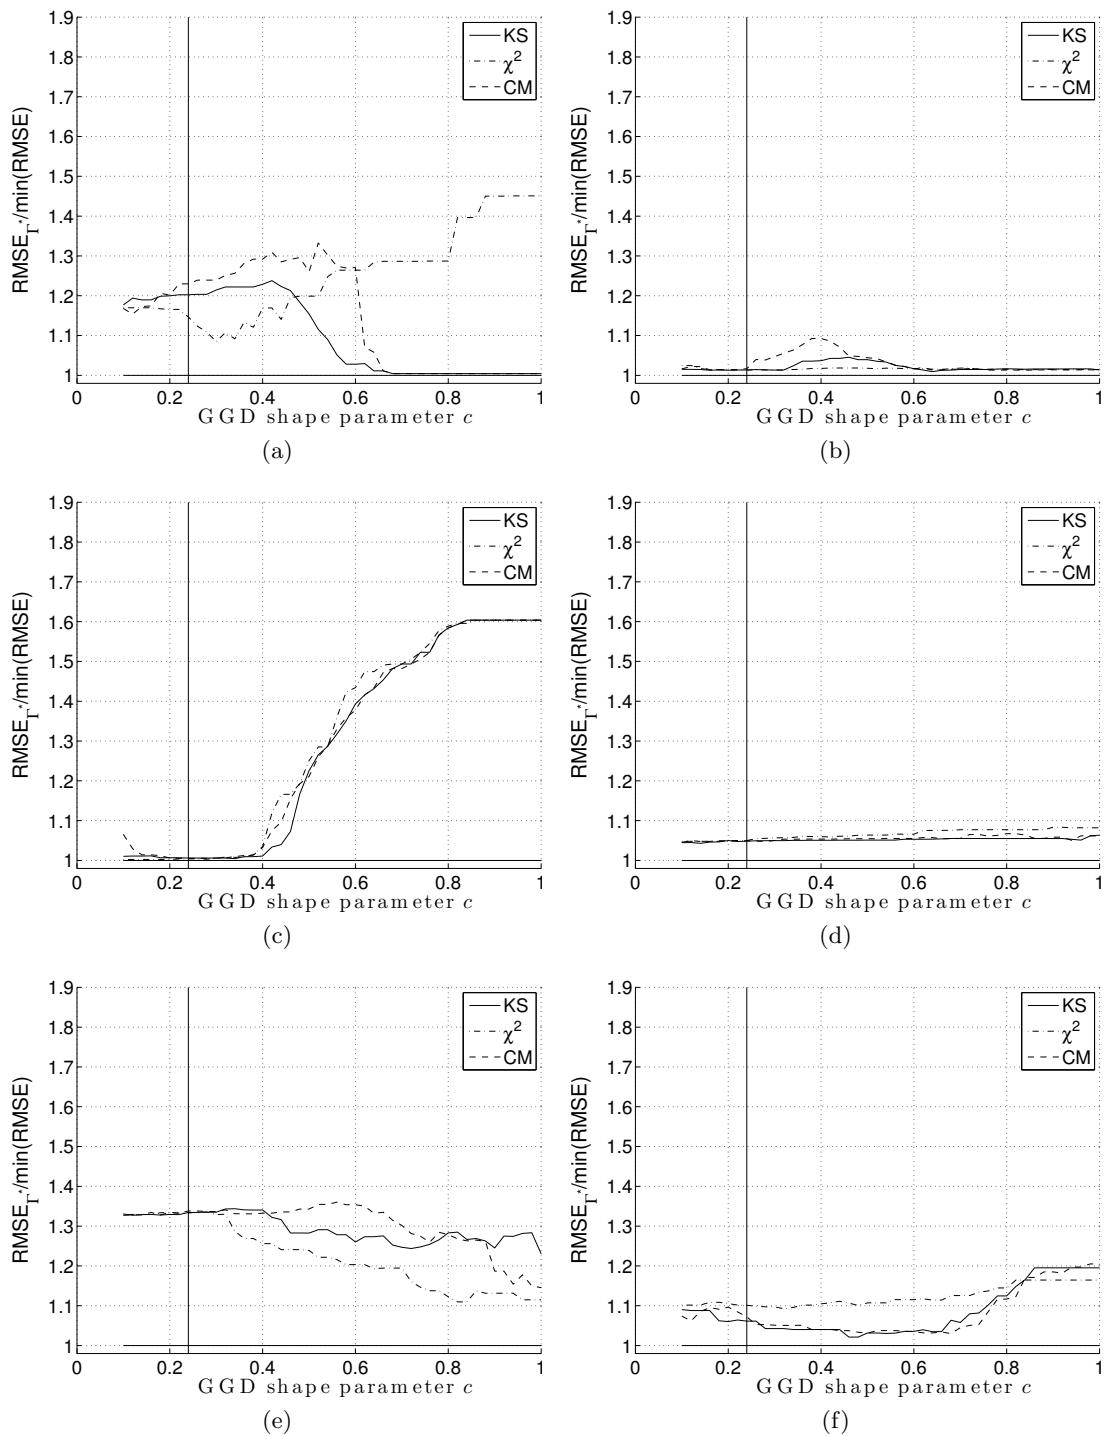 1.9
1.8
1.7
1.6
1.5
1.4
1.3
1.2
1.1
1
0 0.2 0.4 0.6 0.8 1
RMSE_Γ*/min(RMSE)
GGD shape parameter c
KS
χ²
CM
(a)
1.9
1.8
1.7
1.6
1.5
1.4
1.3
1.2
1.1
1
0 0.2 0.4 0.6 0.8 1
RMSE_Γ*/min(RMSE)
GGD shape parameter c
KS
χ²
CM
(b)
1.9
1.8
1.7
1.6
1.5
1.4
1.3
1.2
1.1
1
0 0.2 0.4 0.6 0.8 1
RMSE_Γ*/min(RMSE)
GGD shape parameter c
KS
χ²
CM
(c)
1.9
1.8
1.7
1.6
1.5
1.4
1.3
1.2
1.1
1
0 0.2 0.4 0.6 0.8 1
RMSE_Γ*/min(RMSE)
GGD shape parameter c
KS
χ²
CM
(d)
1.9
1.8
1.7
1.6
1.5
1.4
1.3
1.2
1.1
1
0 0.2 0.4 0.6 0.8 1
RMSE_Γ*/min(RMSE)
GGD shape parameter c
KS
χ²
CM
(e)
1.9
1.8
1.7
1.6
1.5
1.4
1.3
1.2
1.1
1
0 0.2 0.4 0.6 0.8 1
RMSE_Γ*/min(RMSE)
GGD shape parameter c
KS
χ²
CM
(f)